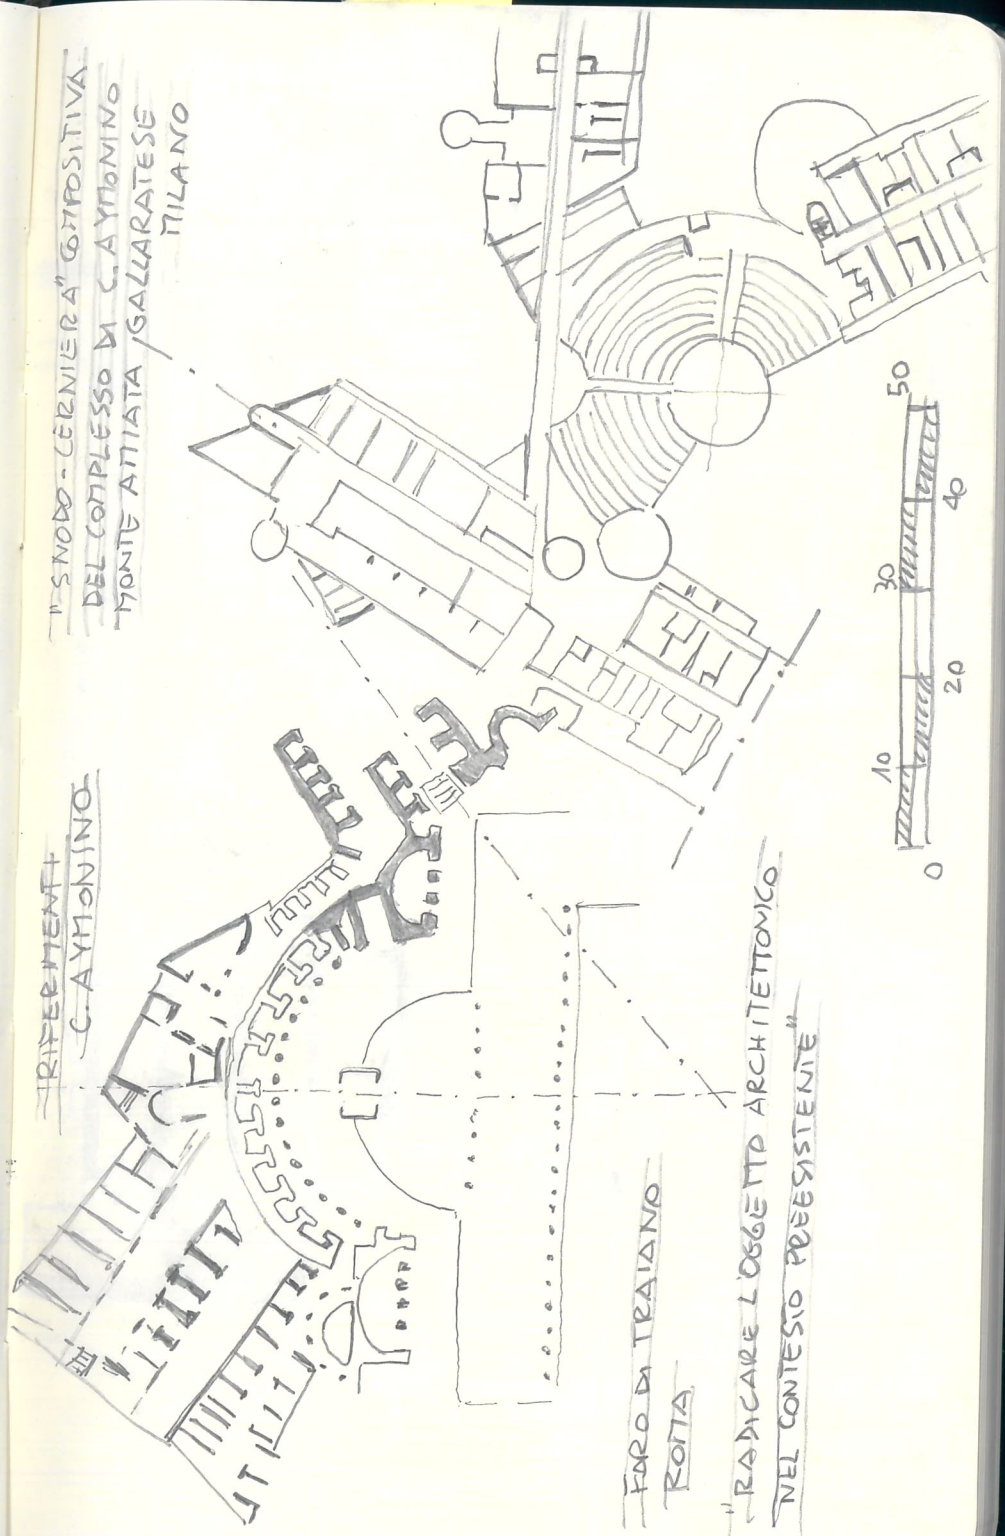 RIFERIMENTI
C. AYMONINO
"SNODO-CERNIERA" COMPOSITIVA
DEL COMPLESSO DI C. AYMONINO
MONTE AMIATA, GALLARATESE
MILANO
FORO DI TRAIANO
ROMA
"RADICARE L'OGGETTO ARCHITETTONICO
NEL CONTESTO PREESISTENTE"
0 10 20 30 40 50